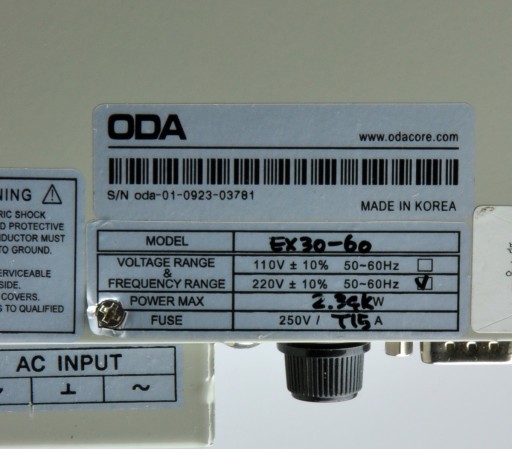 ODA
www.odacore.com
S/N oda-01-0923-03781
MADE IN KOREA
MODEL EX30-60
VOLTAGE RANGE & FREQUENCY RANGE
110V ± 10% 50~60Hz
220V ± 10% 50~60Hz
POWER MAX 2.34KW
FUSE 250V / T15 A
NING
RIC SHOCK
D PROTECTIVE
NDUCTOR MUST
TO GROUND.
ERVICEABLE
SIDE.
COVERS.
G TO QUALIFIED
AC INPUT